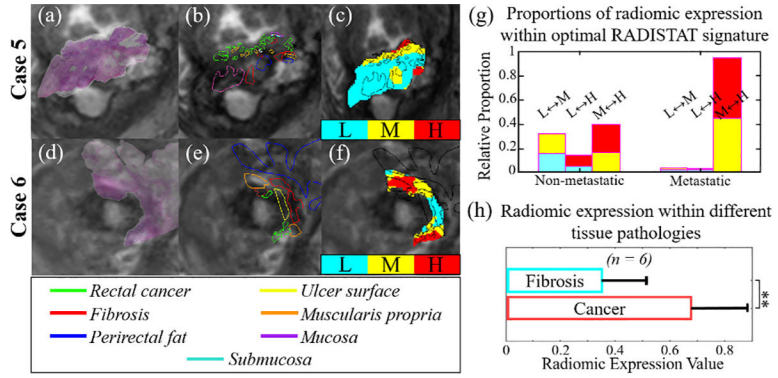 Case 5
(a)
(b)
(c)
L M H
Case 6
(d)
(e)
(f)
L M H
Rectal cancer
Ulcer surface
Fibrosis
Muscularis propria
Perirectal fat
Mucosa
Submucosa
(g)
Proportions of radiomic expression
within optimal RADISTAT signature
Relative Proportion
1
0.8
0.6
0.4
0.2
0
L↔M
L↔H
M↔H
L↔M
L↔H
M↔H
Non-metastatic
Metastatic
(h)
Radiomic expression within different
tissue pathologies
(n = 6)
Fibrosis
Cancer
**
0 0.2 0.4 0.6 0.8
Radiomic Expression Value